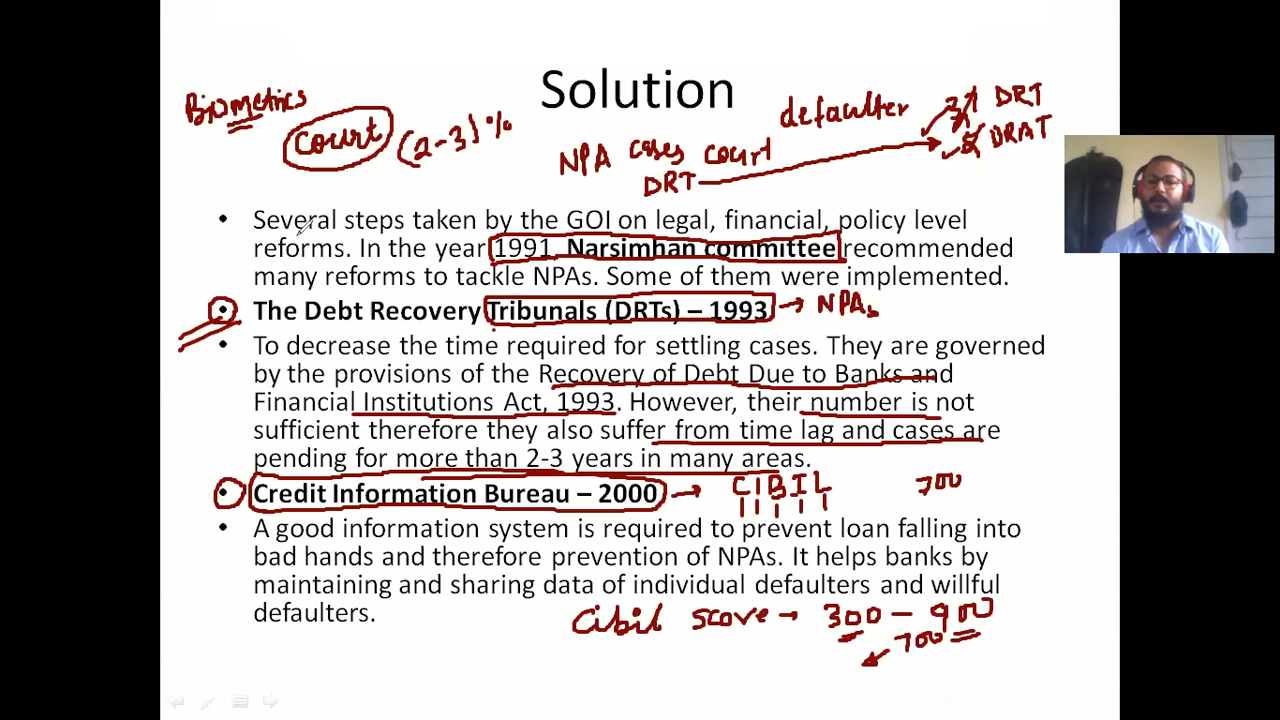 Solution
Biometrics
court (2-3)%
NPA cases court
DRT
defaulter
DRT
DRAT
• Several steps taken by the GOI on legal, financial, policy level
reforms. In the year 1991, Narsimhan committee recommended
many reforms to tackle NPAs. Some of them were implemented.
• The Debt Recovery Tribunals (DRTs) – 1993 → NPAs
• To decrease the time required for settling cases. They are governed
by the provisions of the Recovery of Debt Due to Banks and
Financial Institutions Act, 1993. However, their number is not
sufficient therefore they also suffer from time lag and cases are
pending for more than 2-3 years in many areas.
• Credit Information Bureau – 2000 → CIBIL 700
• A good information system is required to prevent loan falling into
bad hands and therefore prevention of NPAs. It helps banks by
maintaining and sharing data of individual defaulters and willful
defaulters.
Cibil score → 300 – 900
700